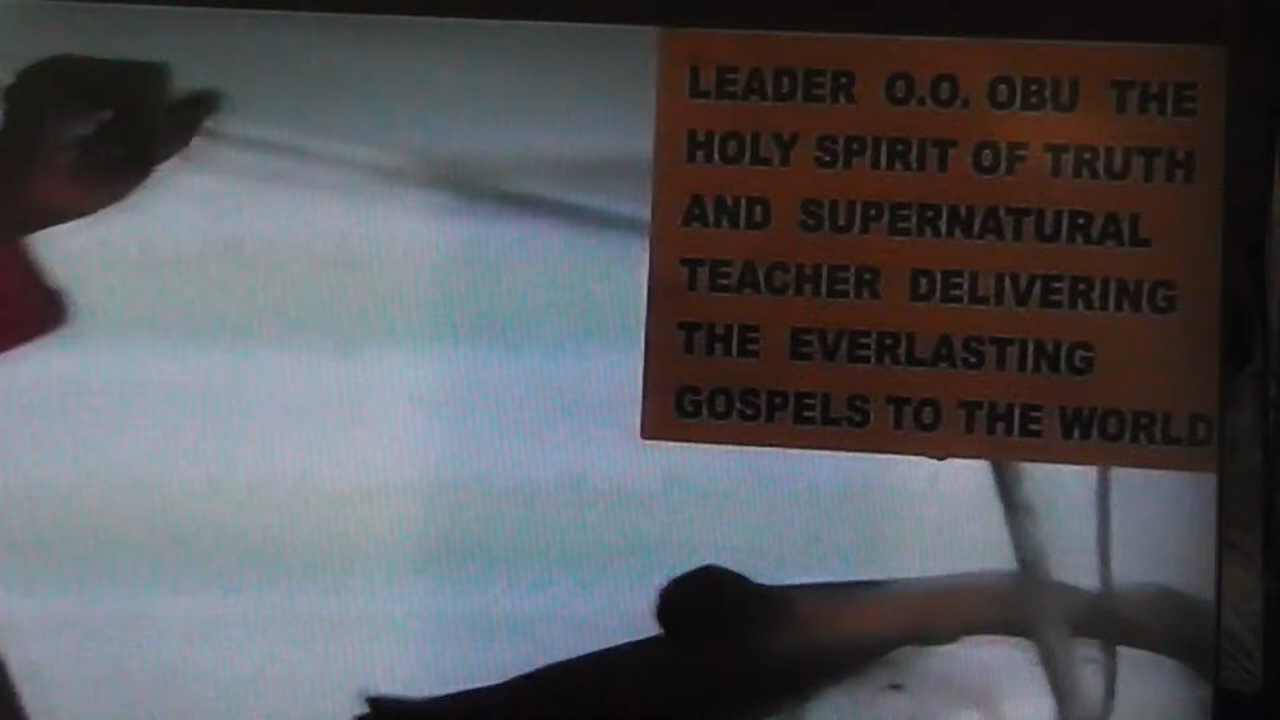 LEADER O.O. OBU THE
HOLY SPIRIT OF TRUTH
AND SUPERNATURAL
TEACHER DELIVERING
THE EVERLASTING
GOSPELS TO THE WORLD